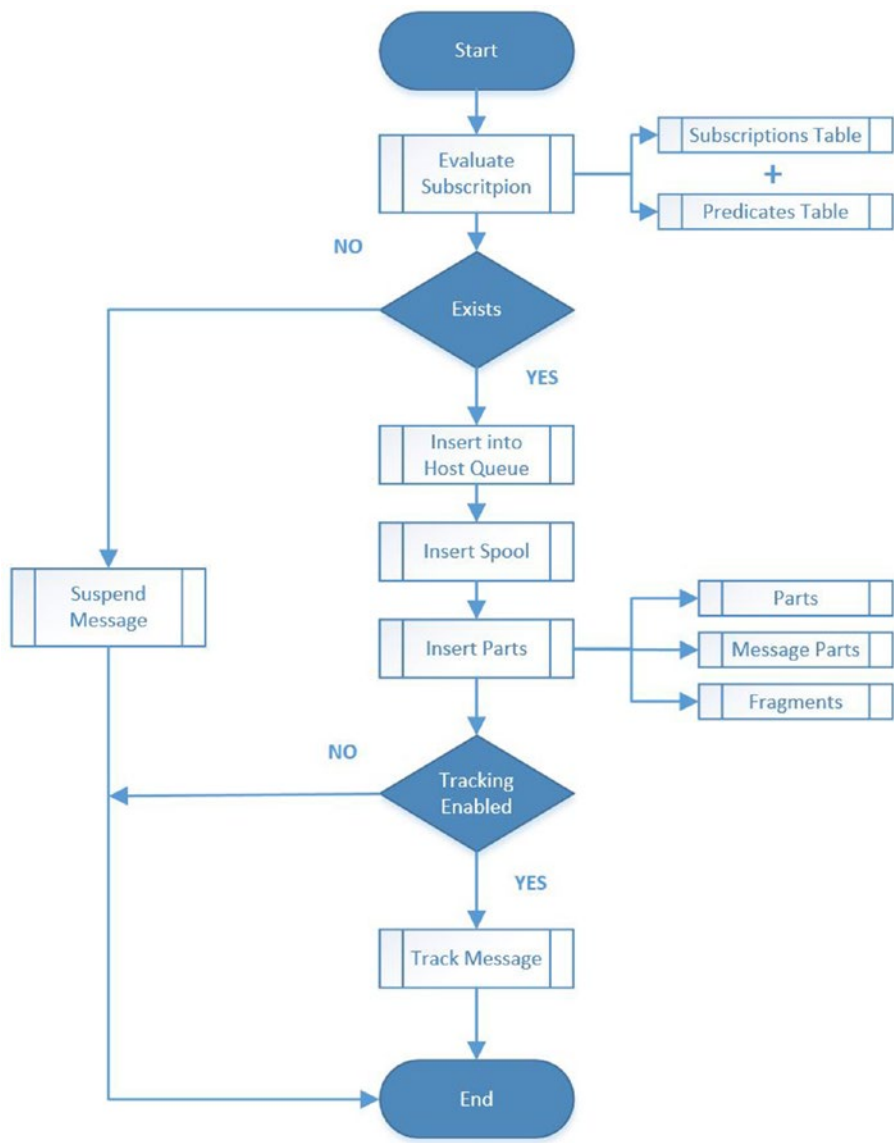 Start
Evaluate
Subscritpion
Subscriptions Table
+
Predicates Table
NO
Exists
YES
Insert into
Host Queue
Insert Spool
Suspend
Message
Insert Parts
Parts
Message Parts
Fragments
NO
Tracking
Enabled
YES
Track Message
End